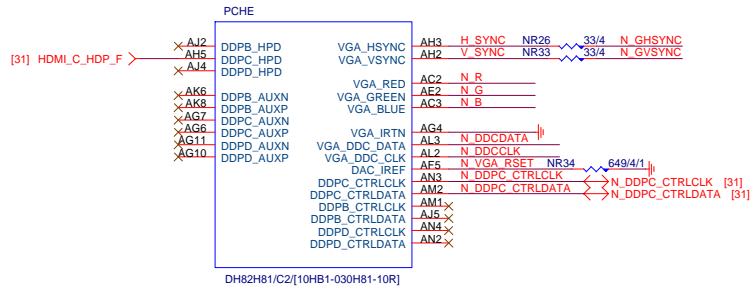 PCHE
AJ2 DDPB_HPD VGA_HSYNC AH3 H_SYNC NR26 33/4 N_GHSYNC
[31] HDMI_C_HDP_F AH5 DDPC_HPD VGA_VSYNC AH2 V_SYNC NR33 33/4 N_GVSYNC
AJ4 DDPD_HPD
VGA_RED AC2 N_R
AK6 DDPB_AUXN VGA_GREEN AE2 N_G
AK8 DDPB_AUXP VGA_BLUE AC3 N_B
AG7 DDPC_AUXN
AG6 DDPC_AUXP VGA_IRTN AG4
AG11 DDPD_AUXN VGA_DDC_DATA AL3 N_DDCDATA
AG10 DDPD_AUXP VGA_DDC_CLK AL2 N_DDCCLK
DAC_IREF AF5 N_VGA_RSET NR34 649/4/1
DDPC_CTRLCLK AN3 N_DDPC_CTRLCLK N_DDPC_CTRLCLK [31]
DDPC_CTRLDATA AM2 N_DDPC_CTRLDATA N_DDPC_CTRLDATA [31]
DDPB_CTRLCLK AM1
DDPB_CTRLDATA AJ5
DDPD_CTRLCLK AN4
DDPD_CTRLDATA AN2
DH82H81/C2/[10HB1-030H81-10R]